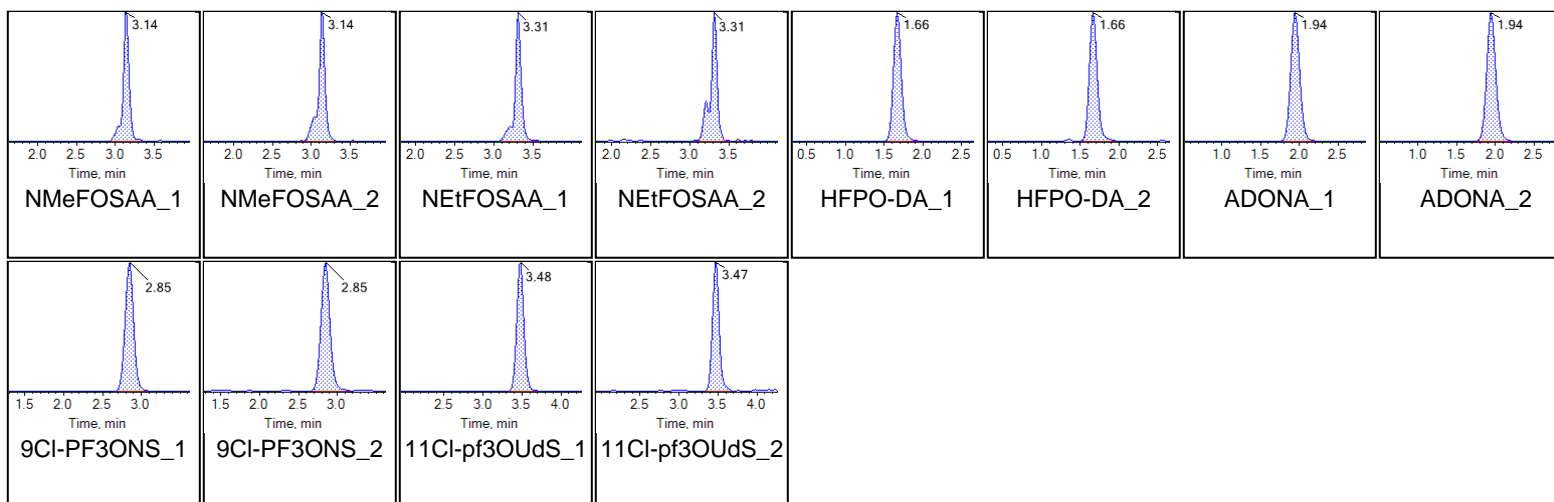 3.14 3.14 3.31 3.31 1.66 1.66 1.94 1.94
2.0 2.5 3.0 3.5 2.0 2.5 3.0 3.5 2.0 2.5 3.0 3.5 2.0 2.5 3.0 3.5 0.5 1.0 1.5 2.0 2.5 0.5 1.0 1.5 2.0 2.5 1.0 1.5 2.0 2.5 1.0 1.5 2.0 2.5
Time, min Time, min Time, min Time, min Time, min Time, min Time, min Time, min
NMeFOSAA_1 NMeFOSAA_2 NEtFOSAA_1 NEtFOSAA_2 HFPO-DA_1 HFPO-DA_2 ADONA_1 ADONA_2
2.85 2.85 3.48 3.47
1.5 2.0 2.5 3.0 1.5 2.0 2.5 3.0 2.5 3.0 3.5 4.0 2.5 3.0 3.5 4.0
Time, min Time, min Time, min Time, min
9Cl-PF3ONS_1 9Cl-PF3ONS_2 11Cl-pf3OUdS_1 11Cl-pf3OUdS_2